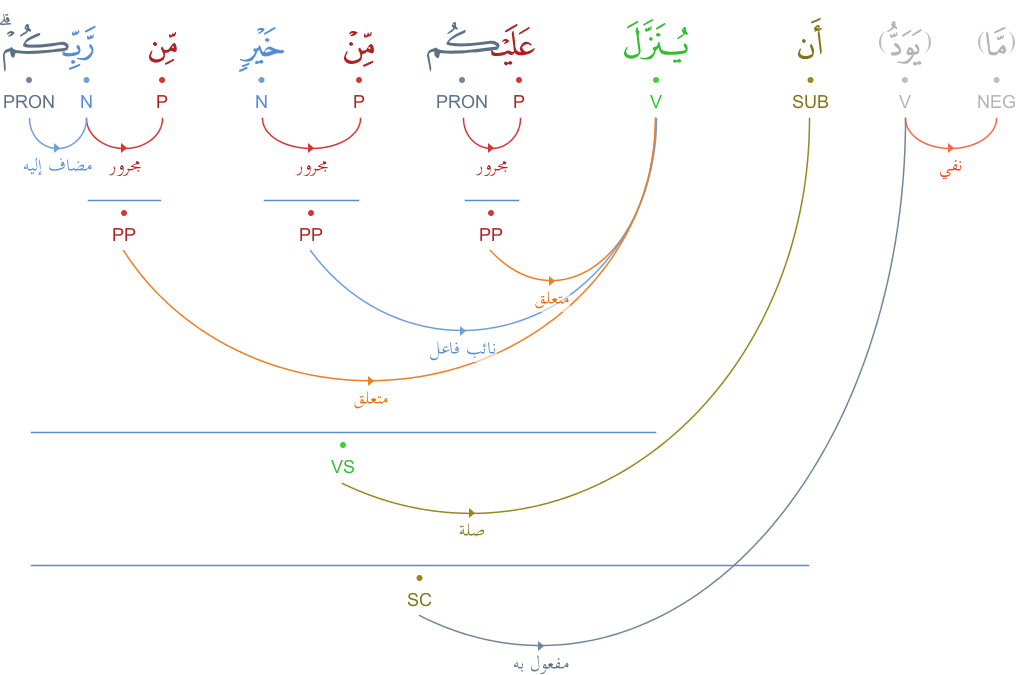 (مَّا) (يَوَدُّ) أَن يُنَزَّلَ عَلَيْكُم مِّنْ خَيْرٍ مِّن رَّبِّكُمْ ۗ
NEG V SUB V P PRON P N P N PRON
نفي مجرور مجرور مجرور مضاف إليه
PP PP PP
متعلق
نائب فاعل
متعلق
VS
صلة
SC
مفعول به